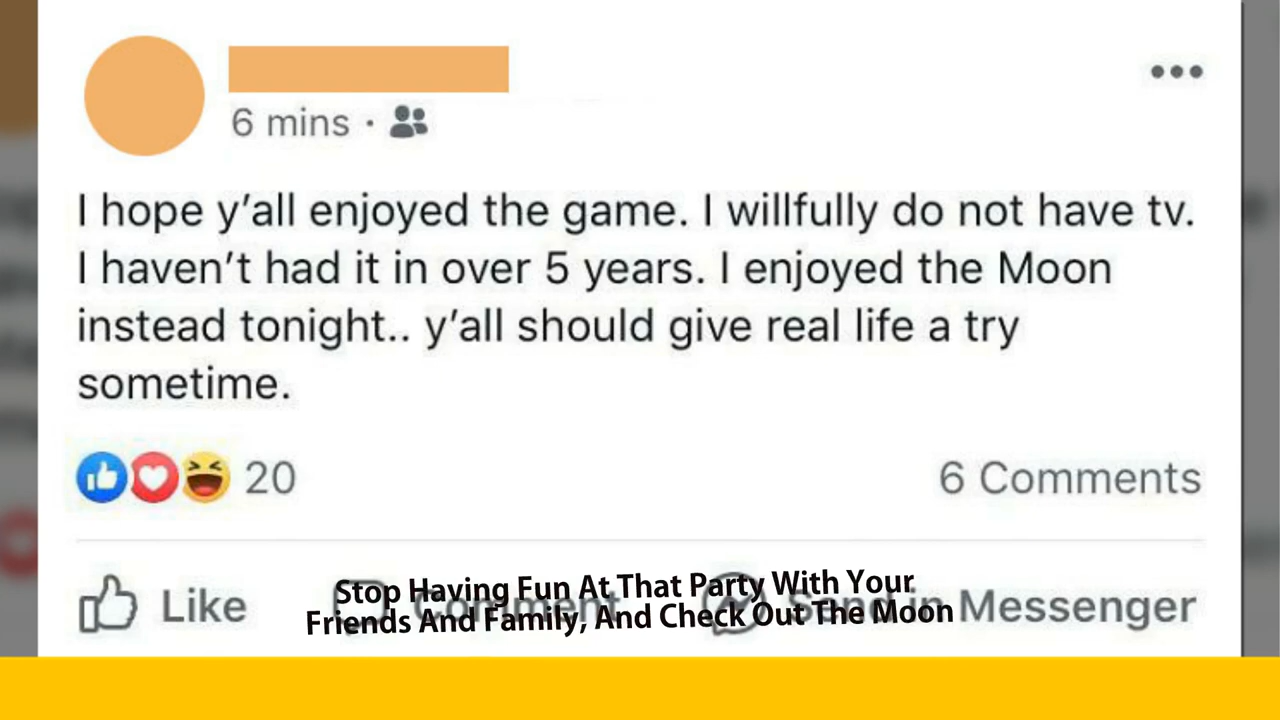 6 mins ·
I hope y'all enjoyed the game. I willfully do not have tv.
I haven't had it in over 5 years. I enjoyed the Moon
instead tonight.. y'all should give real life a try
sometime.
20 6 Comments
Like Comment Send in Messenger
Stop Having Fun At That Party With Your
Friends And Family, And Check Out The Moon